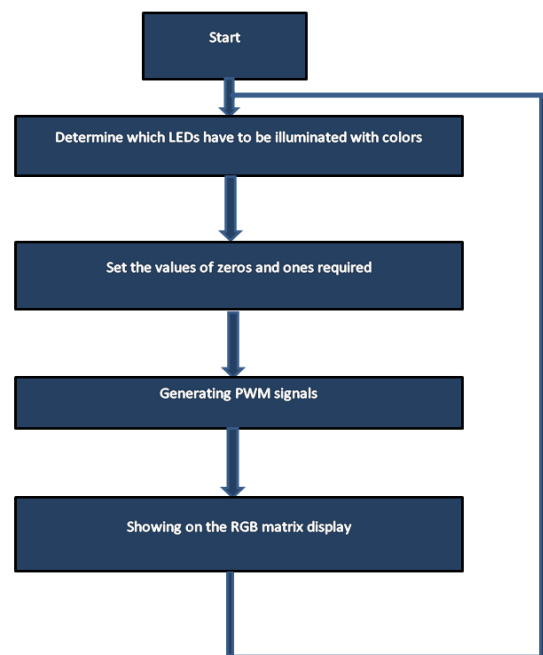 Start
Determine which LEDs have to be illuminated with colors
Set the values of zeros and ones required
Generating PWM signals
Showing on the RGB matrix display